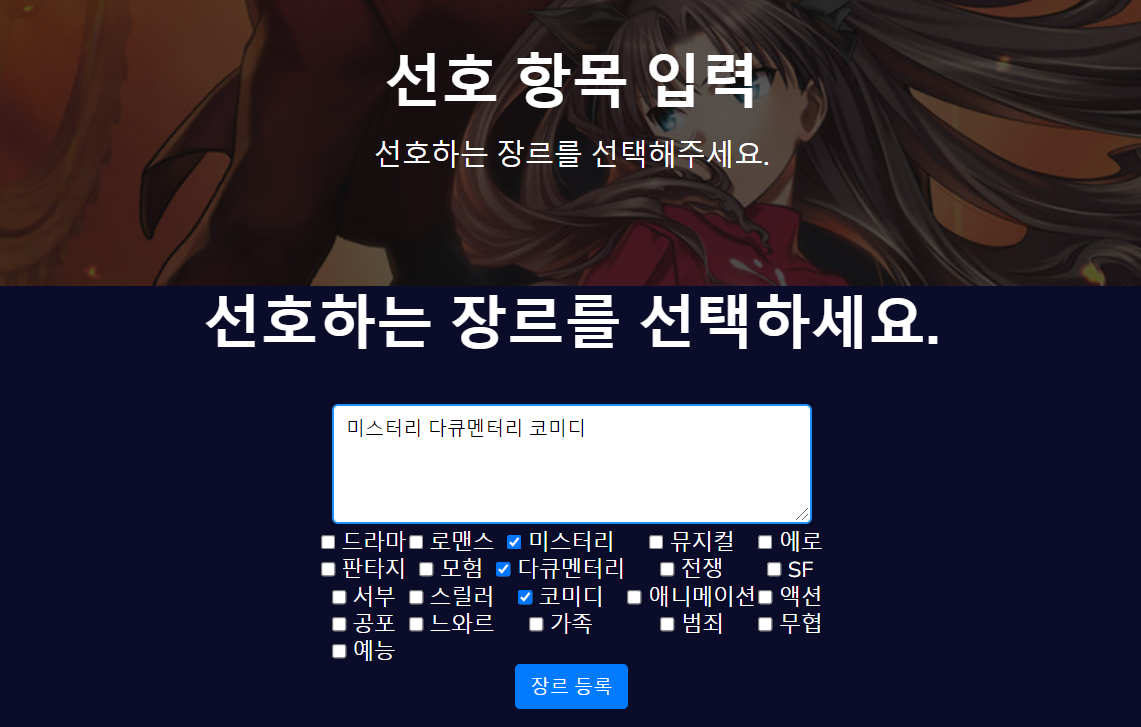 선호 항목 입력
선호하는 장르를 선택해주세요.
선호하는 장르를 선택하세요.
미스터리 다큐멘터리 코미디
드라마 로맨스 미스터리 뮤지컬 에로
판타지 모험 다큐멘터리 전쟁 SF
서부 스릴러 코미디 애니메이션 액션
공포 느와르 가족 범죄 무협
예능
장르 등록